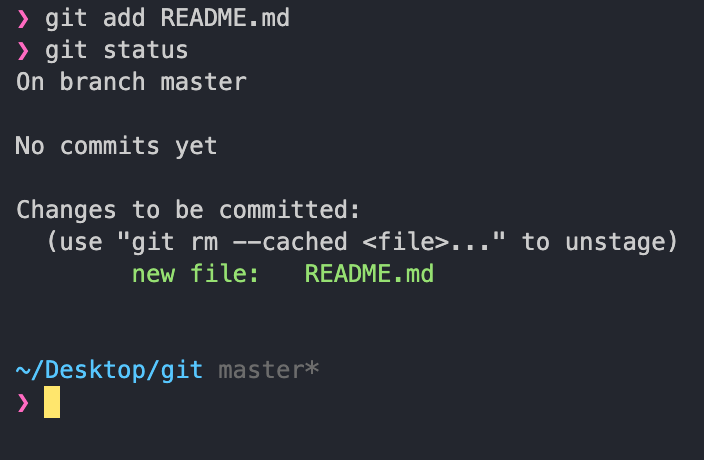 ❯ git add README.md
❯ git status
On branch master

No commits yet

Changes to be committed:
  (use "git rm --cached <file>..." to unstage)
        new file:   README.md


~/Desktop/git master*
❯